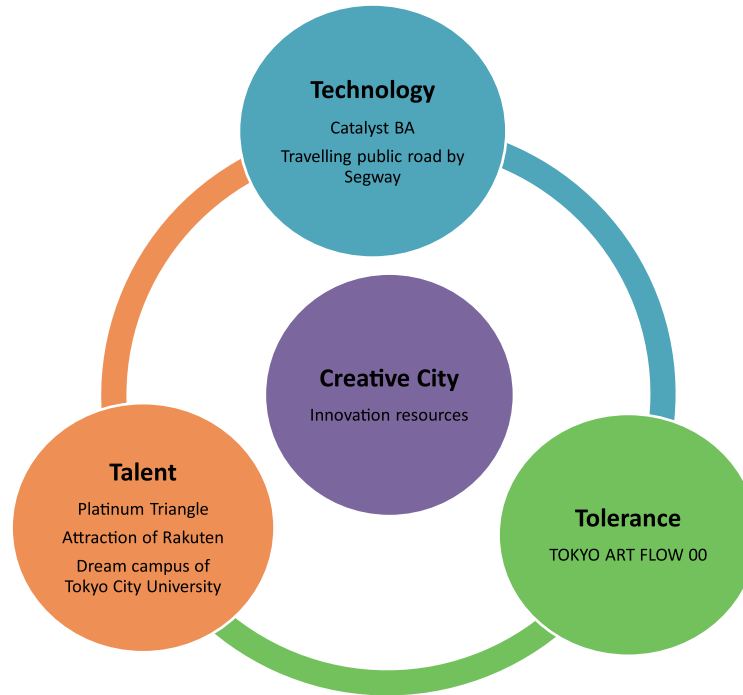 Technology
Catalyst BA
Travelling public road by
Segway
Creative City
Innovation resources
Talent
Platinum Triangle
Attraction of Rakuten
Dream campus of
Tokyo City University
Tolerance
TOKYO ART FLOW 00